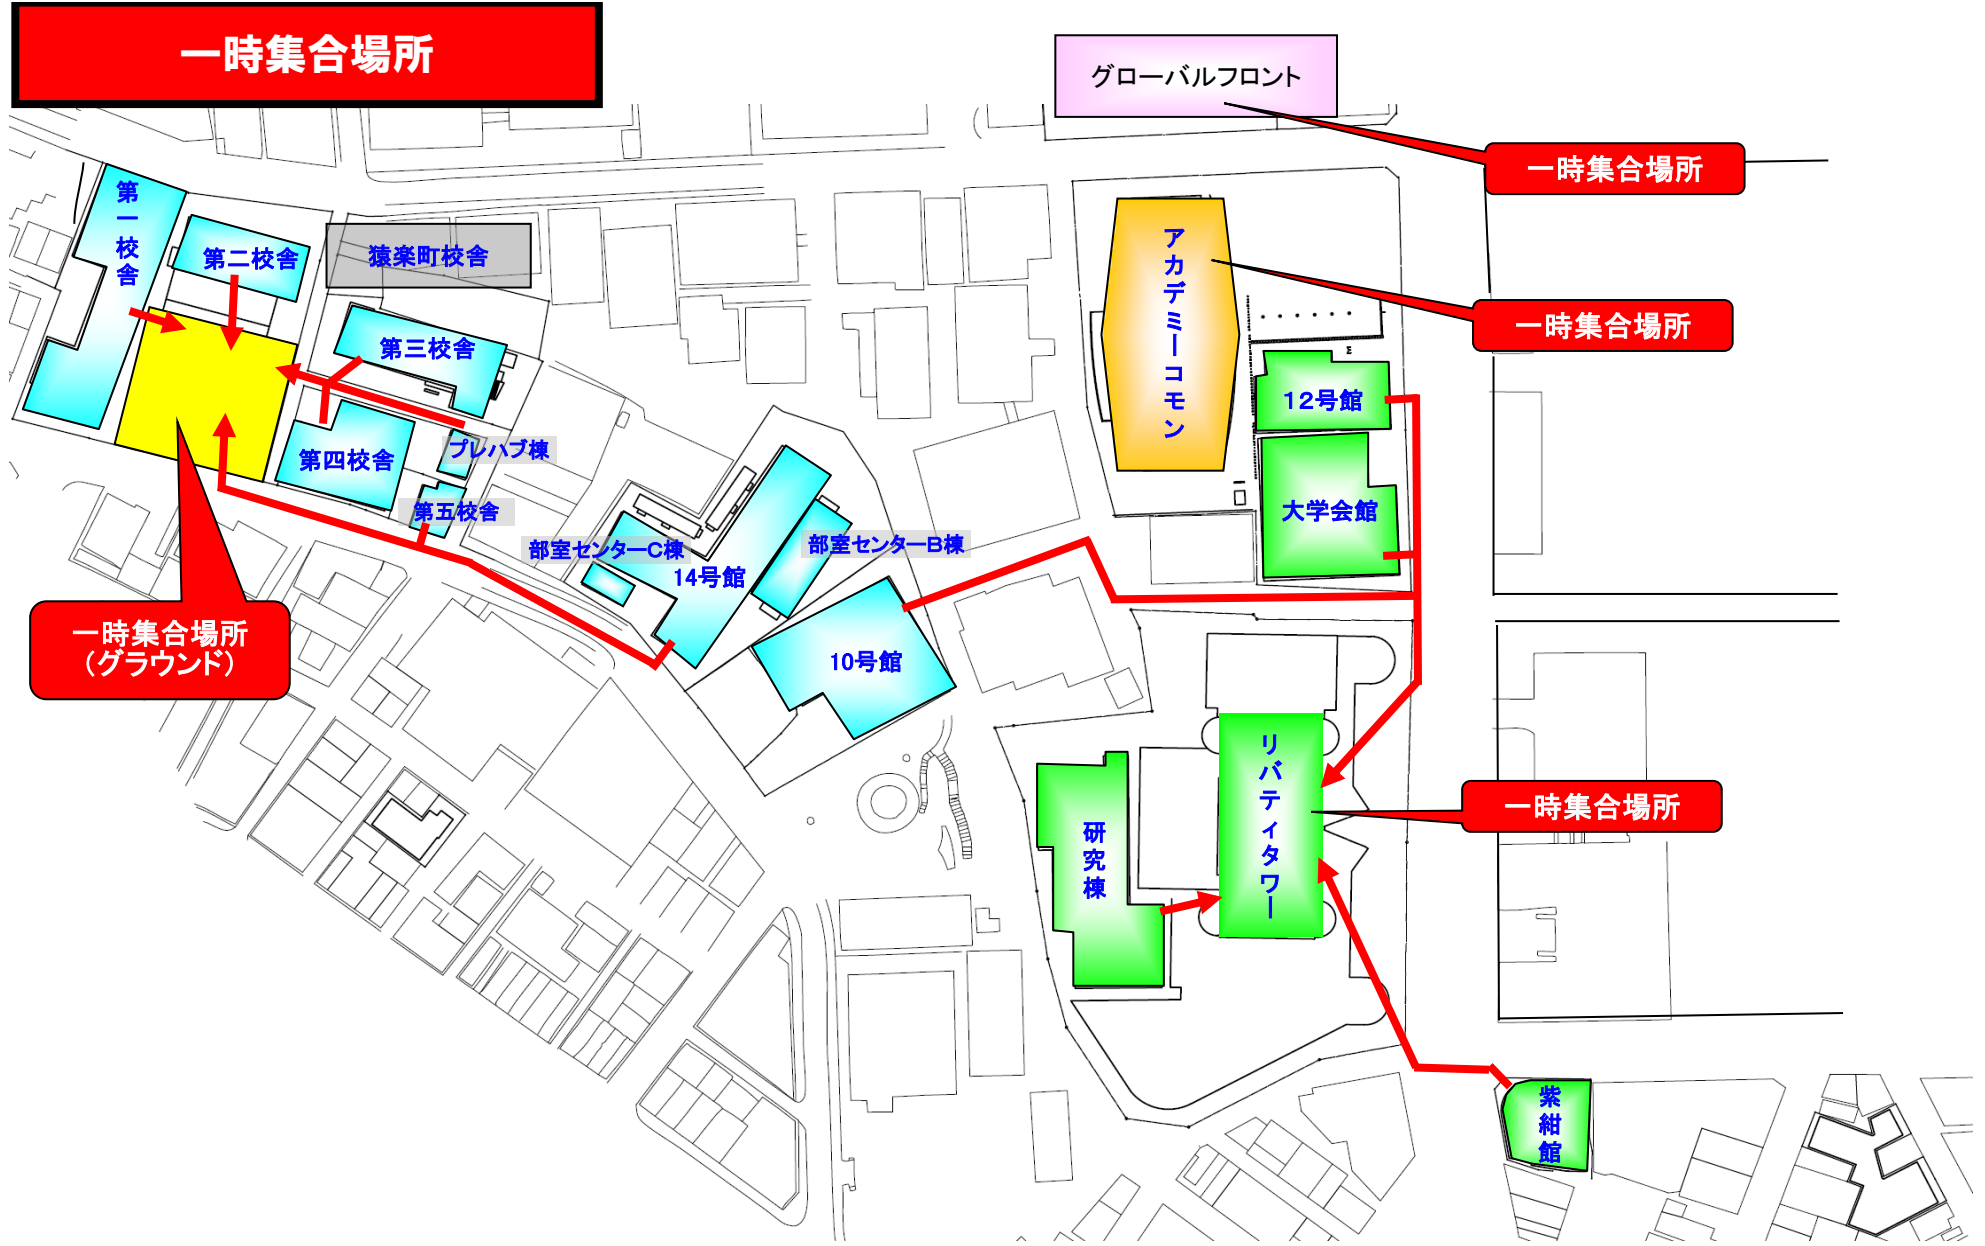 一時集合場所
グローバルフロント
一時集合場所
第一校舎
第二校舎
猿楽町校舎
アカデミーコモン
一時集合場所
第三校舎
12号館
プレハブ棟
第四校舎
第五校舎
大学会館
部室センターC棟
部室センターB棟
14号館
一時集合場所
(グラウンド)
10号館
リバティタワー
一時集合場所
研究棟
紫紺館